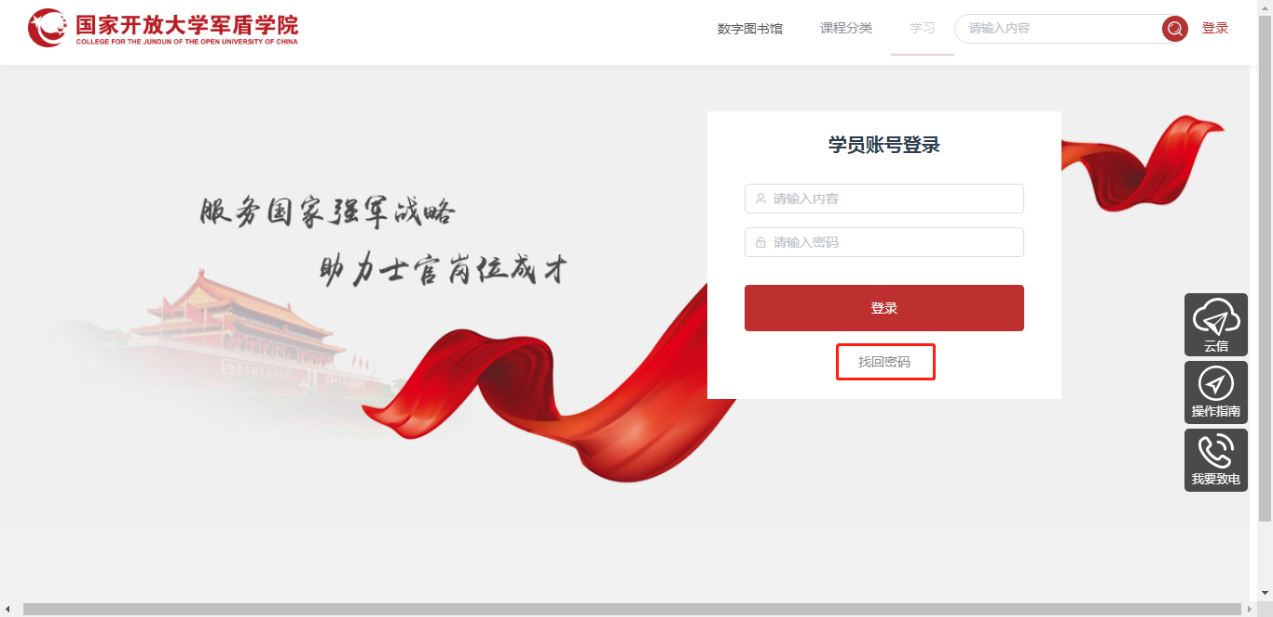 国家开放大学军盾学院
COLLEGE FOR THE JUNDUN OF THE OPEN UNIVERSITY OF CHINA
数字图书馆 课程分类 学习 请输入内容 登录
学员账号登录
请输入内容
请输入密码
登录
找回密码
服务国家强军战略
助力士官岗位成才
云信
操作指南
我要致电